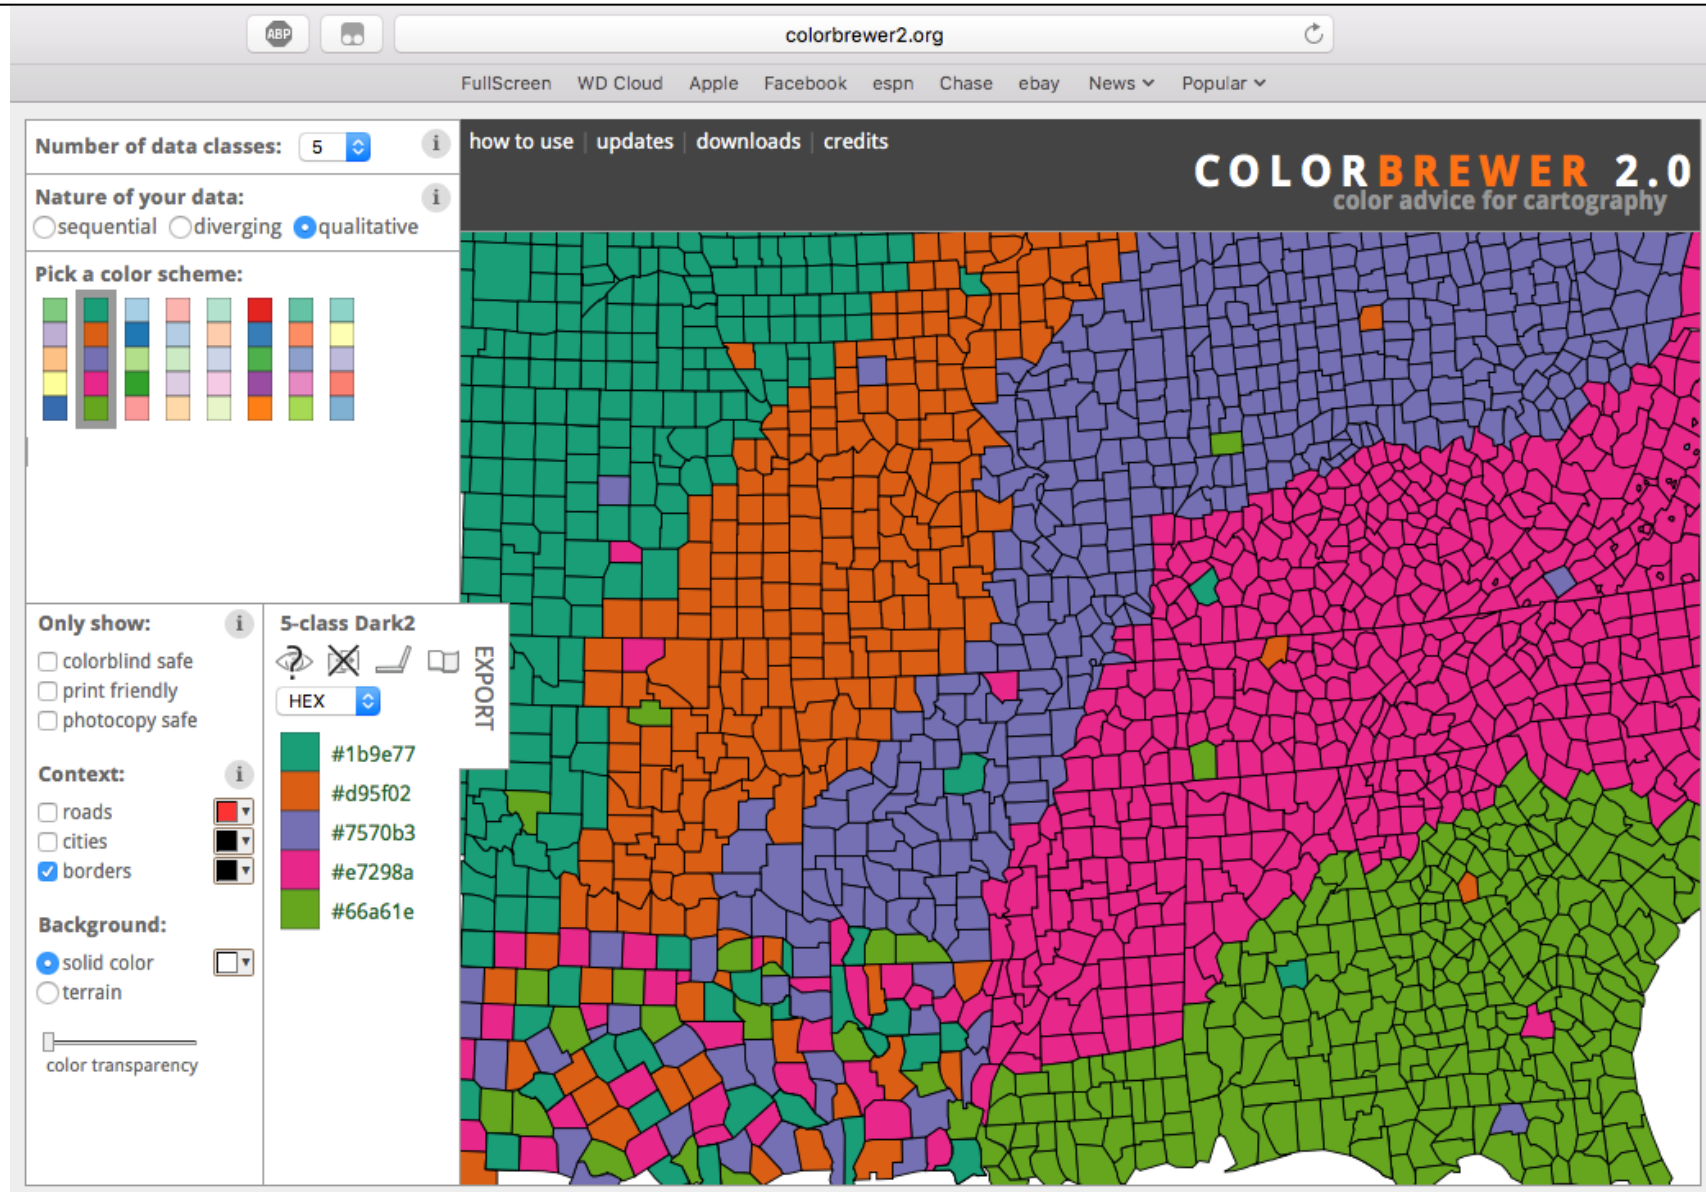 ABP
colorbrewer2.org
FullScreen WD Cloud Apple Facebook espn Chase ebay News Popular
Number of data classes: 5 i
Nature of your data: i
sequential diverging qualitative
Pick a color scheme:
how to use | updates | downloads | credits
COLORBREWER 2.0
color advice for cartography
Only show: i
colorblind safe
print friendly
photocopy safe
Context: i
roads
cities
borders
Background:
solid color
terrain
color transparency
5-class Dark2
?
HEX
EXPORT
#1b9e77
#d95f02
#7570b3
#e7298a
#66a61e